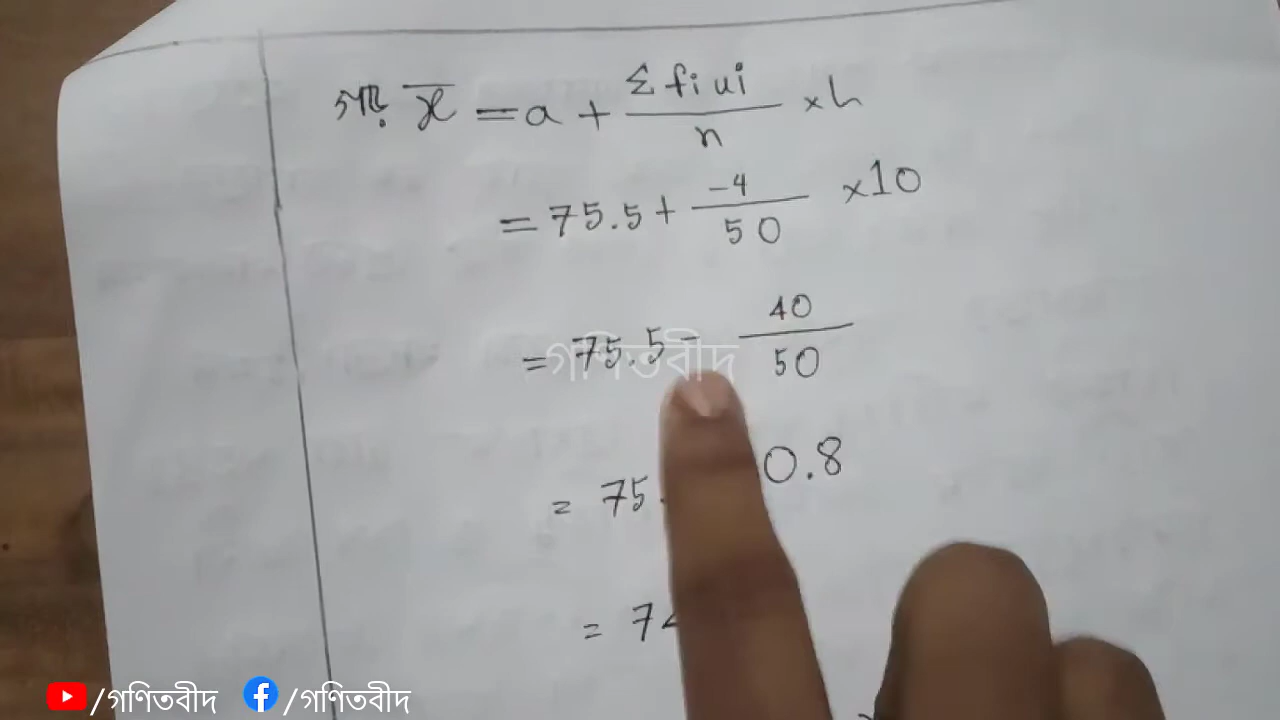 গড়, x̄ = a + Σfiui/n × h
= 75.5 + -4/50 × 10
= 75.5 - 40/50
গণিতবীদ
= 75. 0.8
= 74
/গণিতবীদ /গণিতবীদ